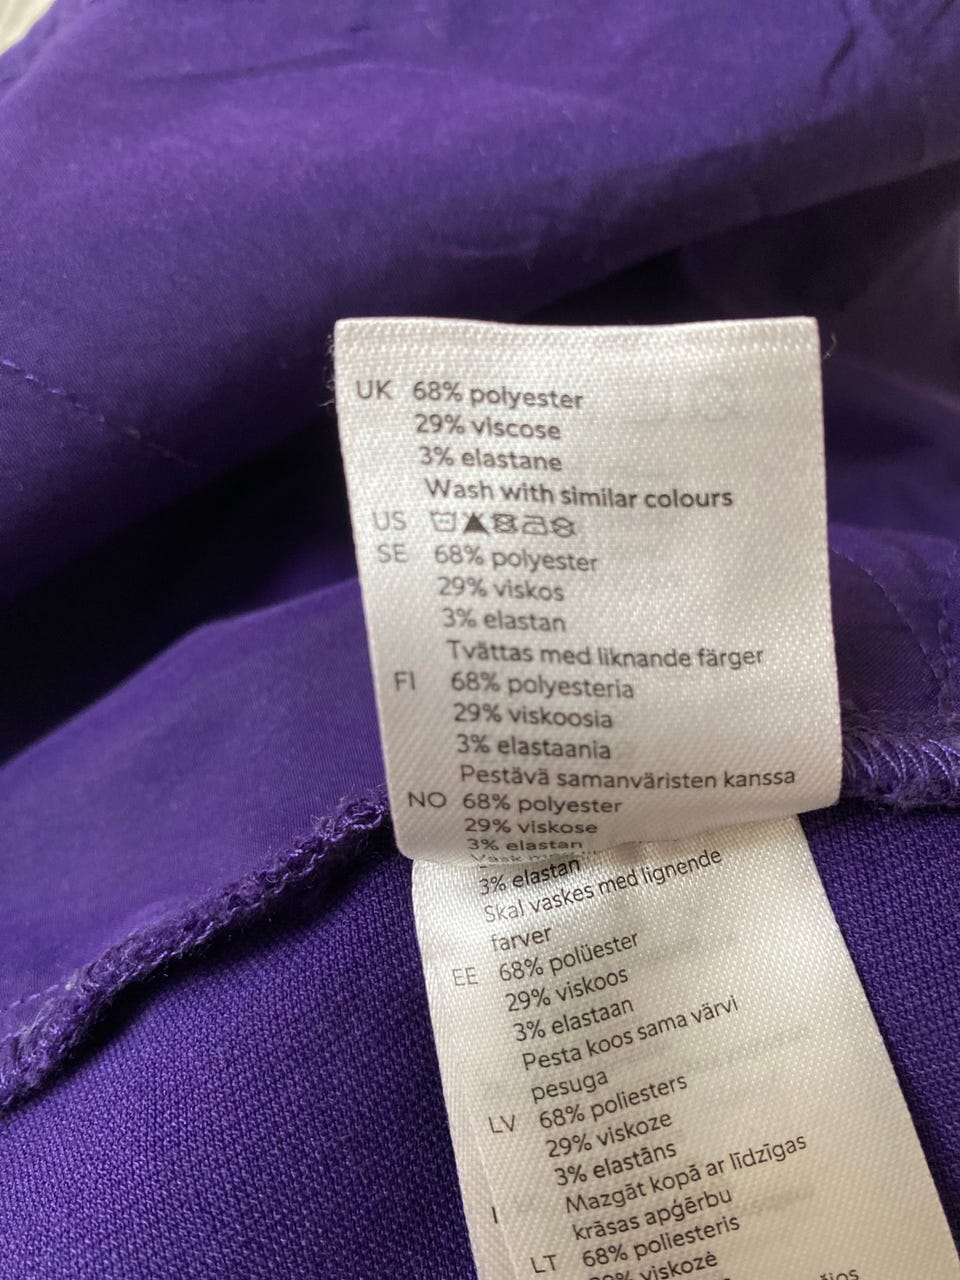 UK 68% polyester
29% viscose
3% elastane
Wash with similar colours
US
SE 68% polyester
29% viskos
3% elastan
Tvättas med liknande färger
FI 68% polyesteria
29% viskoosia
3% elastaania
Pestävä samanväristen kanssa
NO 68% polyester
29% viskose
3% elastan
3% elastan
Skal vaskes med lignende
farver
EE 68% polüester
29% viskoos
3% elastaan
Pesta koos sama värvi
pesuga
LV 68% poliesters
29% viskoze
3% elastāns
Mazgāt kopā ar līdzīgas
krāsas apģērbu
LT 68% poliesteris
29% viskozė